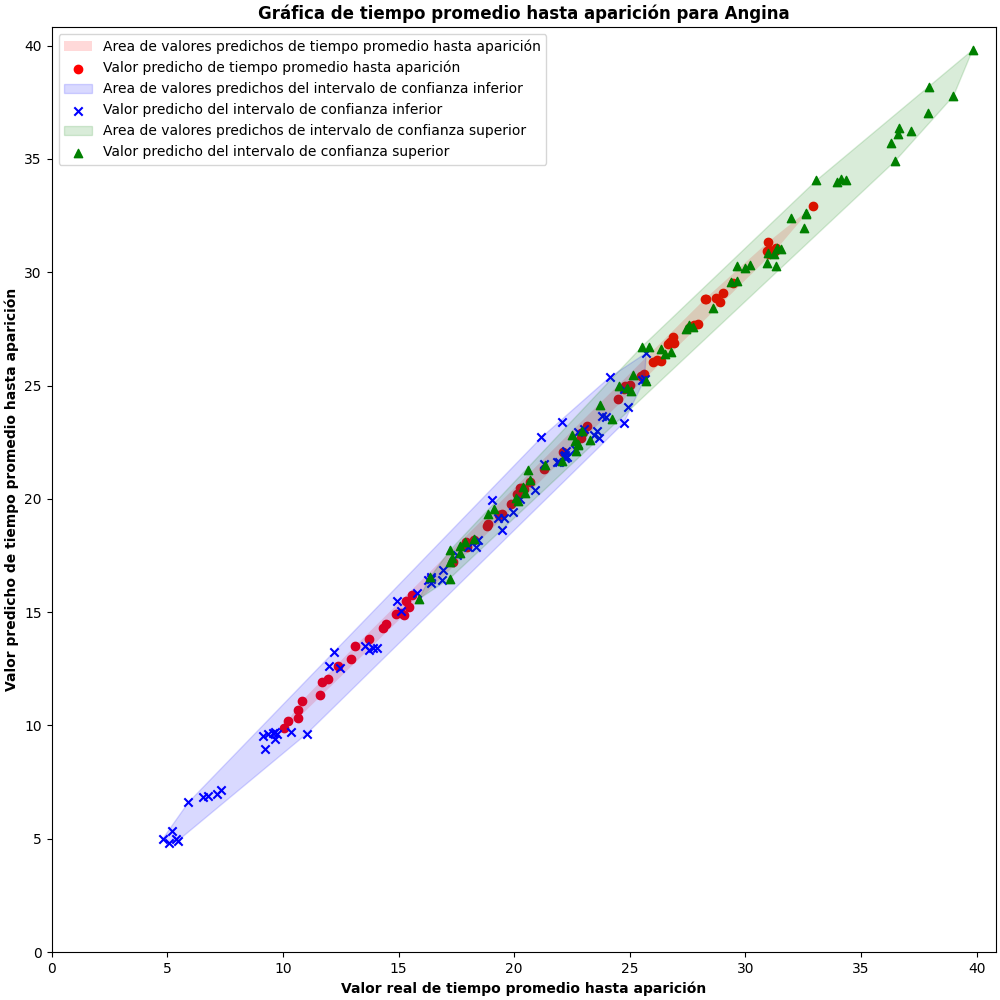 Gráfica de tiempo promedio hasta aparición para Angina
Area de valores predichos de tiempo promedio hasta aparición
Valor predicho de tiempo promedio hasta aparición
Area de valores predichos del intervalo de confianza inferior
Valor predicho del intervalo de confianza inferior
Area de valores predichos de intervalo de confianza superior
Valor predicho del intervalo de confianza superior
Valor predicho de tiempo promedio hasta aparición
40
35
30
25
20
15
10
5
0
0 5 10 15 20 25 30 35 40
Valor real de tiempo promedio hasta aparición